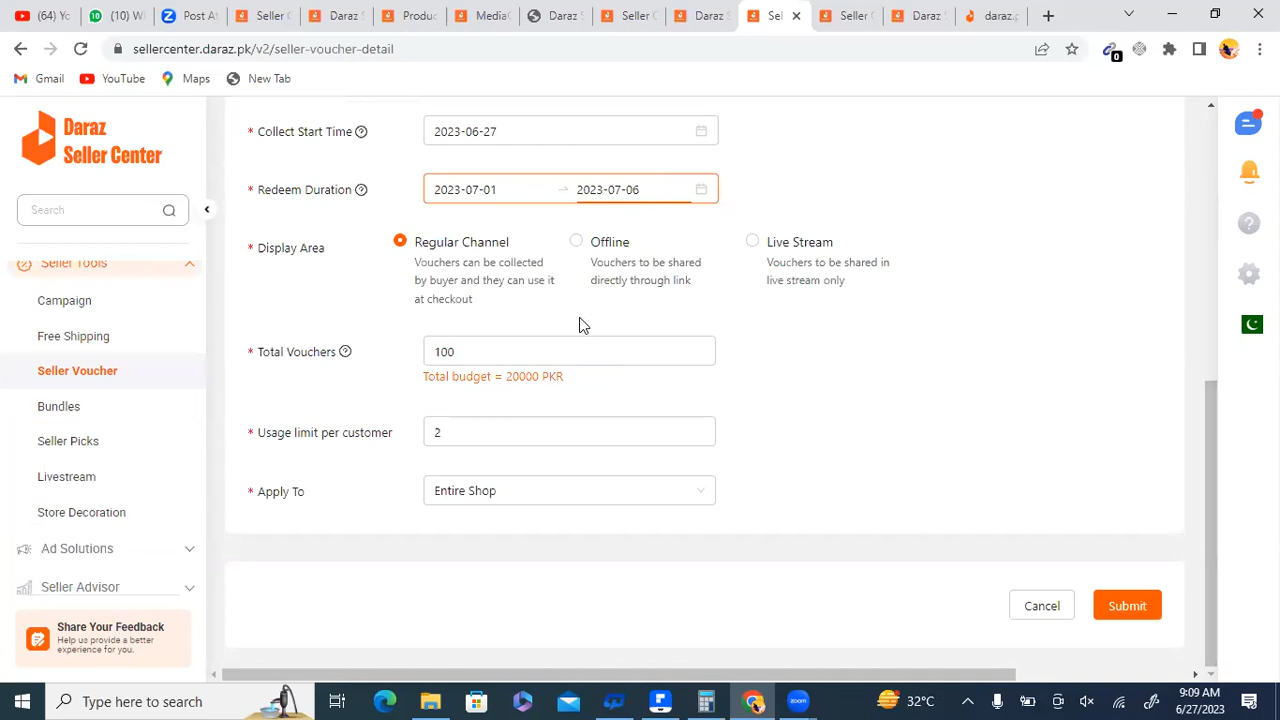 (64) Yo
(10) WI
Post At
Seller C
Daraz S
Produc
MediaC
Daraz S
Seller C
Daraz S
Sel
Seller C
Daraz S
daraz.p
sellercenter.daraz.pk/v2/seller-voucher-detail
0
Gmail
YouTube
Maps
New Tab
Daraz
Seller Center
Search
Seller Tools
Campaign
Free Shipping
Seller Voucher
Bundles
Seller Picks
Livestream
Store Decoration
Ad Solutions
Seller Advisor
Share Your Feedback
Help us provide a better
experience for you.
* Collect Start Time
2023-06-27
* Redeem Duration
2023-07-01 → 2023-07-06
* Display Area
Regular Channel
Vouchers can be collected
by buyer and they can use it
at checkout
Offline
Vouchers to be shared
directly through link
Live Stream
Vouchers to be shared in
live stream only
* Total Vouchers
100
Total budget = 20000 PKR
* Usage limit per customer
2
* Apply To
Entire Shop
Cancel
Submit
Type here to search
zoom
32°C
9:09 AM
6/27/2023